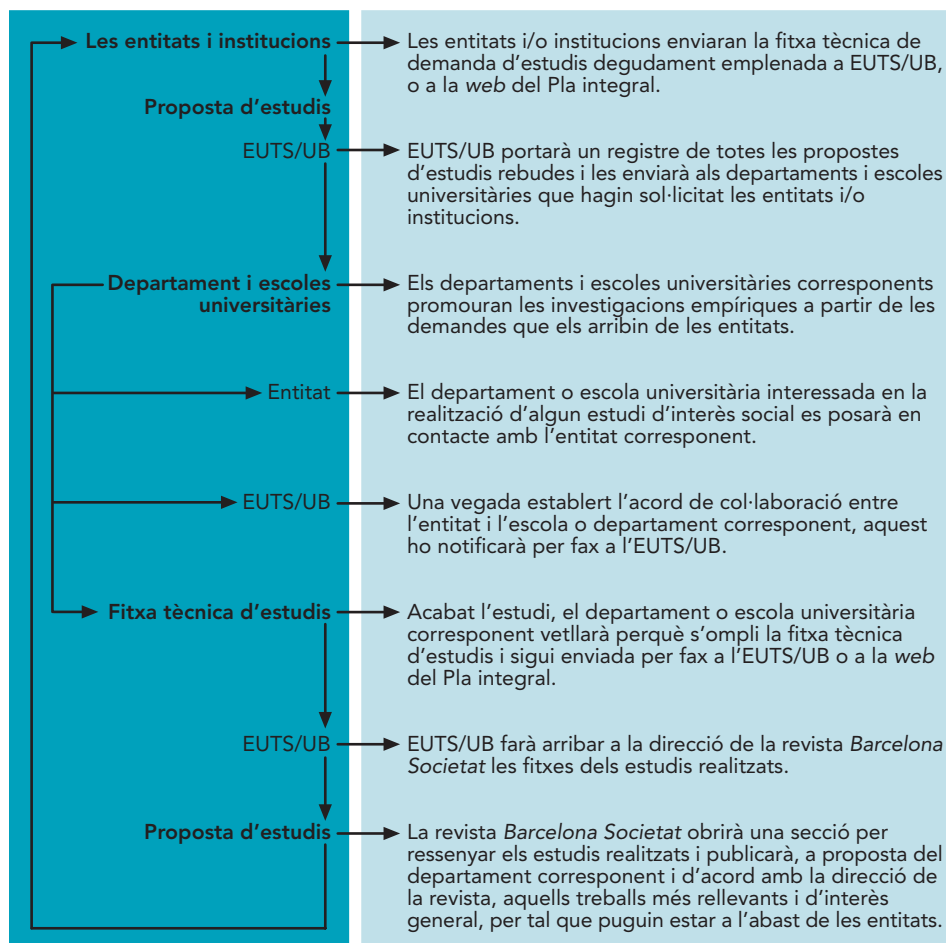 Les entitats i institucions
Les entitats i/o institucions enviaran la fitxa tècnica de
demanda d'estudis degudament emplenada a EUTS/UB,
o a la web del Pla integral.
Proposta d'estudis
EUTS/UB
EUTS/UB portarà un registre de totes les propostes
d'estudis rebudes i les enviarà als departaments i escoles
universitàries que hagin sol·licitat les entitats i/o
institucions.
Departament i escoles
universitàries
Els departaments i escoles universitàries corresponents
promouran les investigacions empíriques a partir de les
demandes que els arribin de les entitats.
Entitat
El departament o escola universitària interessada en la
realització d'algun estudi d'interès social es posarà en
contacte amb l'entitat corresponent.
EUTS/UB
Una vegada establert l'acord de col·laboració entre
l'entitat i l'escola o departament corresponent, aquest
ho notificarà per fax a l'EUTS/UB.
Fitxa tècnica d'estudis
Acabat l'estudi, el departament o escola universitària
corresponent vetllarà perquè s'ompli la fitxa tècnica
d'estudis i sigui enviada per fax a l'EUTS/UB o a la web
del Pla integral.
EUTS/UB
EUTS/UB farà arribar a la direcció de la revista Barcelona
Societat les fitxes dels estudis realitzats.
Proposta d'estudis
La revista Barcelona Societat obrirà una secció per
ressenyar els estudis realitzats i publicarà, a proposta del
departament corresponent i d'acord amb la direcció de
la revista, aquells treballs més rellevants i d'interès
general, per tal que puguin estar a l'abast de les entitats.